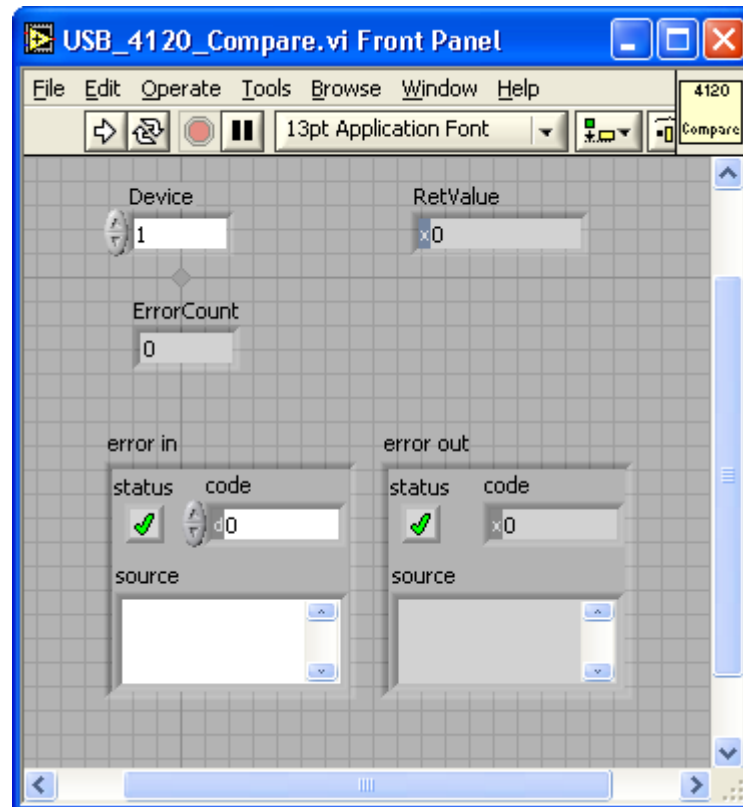 USB_4120_Compare.vi Front Panel
File Edit Operate Tools Browse Window Help
4120
Compare
13pt Application Font
Device
1
RetValue
x0
ErrorCount
0
error in
status code
d0
source
error out
status code
x0
source